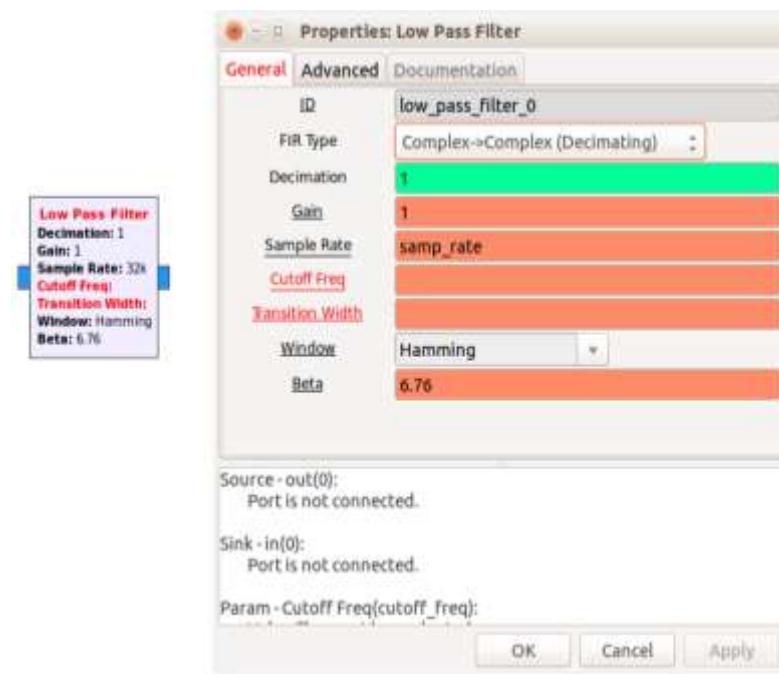 Properties: Low Pass Filter
General Advanced Documentation
ID low_pass_filter_0
FIR Type Complex->Complex (Decimating)
Decimation 1
Gain 1
Sample Rate samp_rate
Cutoff Freq
Transition Width
Window Hamming
Beta 6.76
Low Pass Filter
Decimation: 1
Gain: 1
Sample Rate: 32k
Cutoff Freq:
Transition Width:
Window: Hamming
Beta: 6.76
Source - out(0):
Port is not connected.
Sink - in(0):
Port is not connected.
Param - Cutoff Freq(cutoff_freq):
OK Cancel Apply